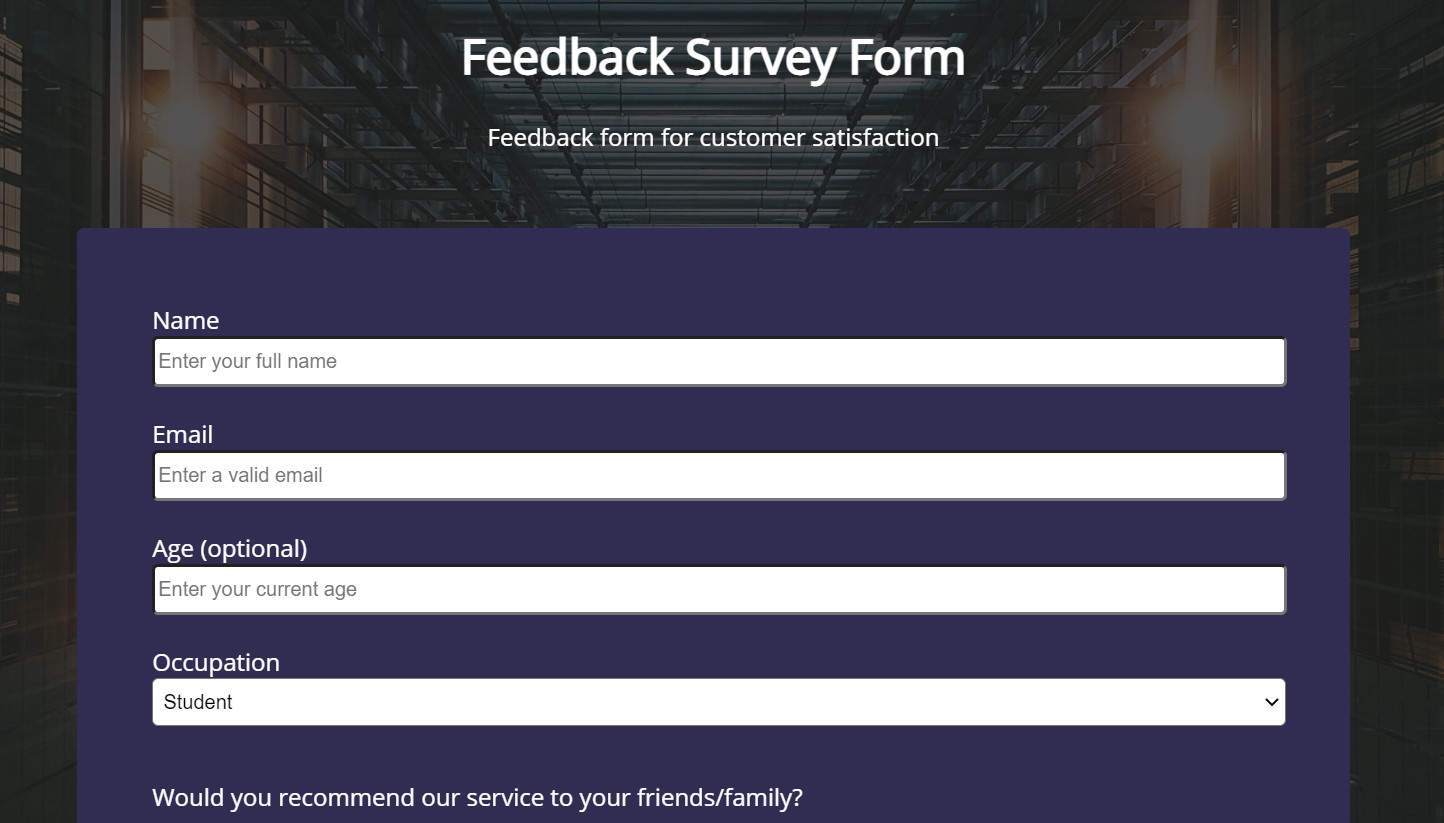 Feedback Survey Form
Feedback form for customer satisfaction
Name
Enter your full name
Email
Enter a valid email
Age (optional)
Enter your current age
Occupation
Student
Would you recommend our service to your friends/family?